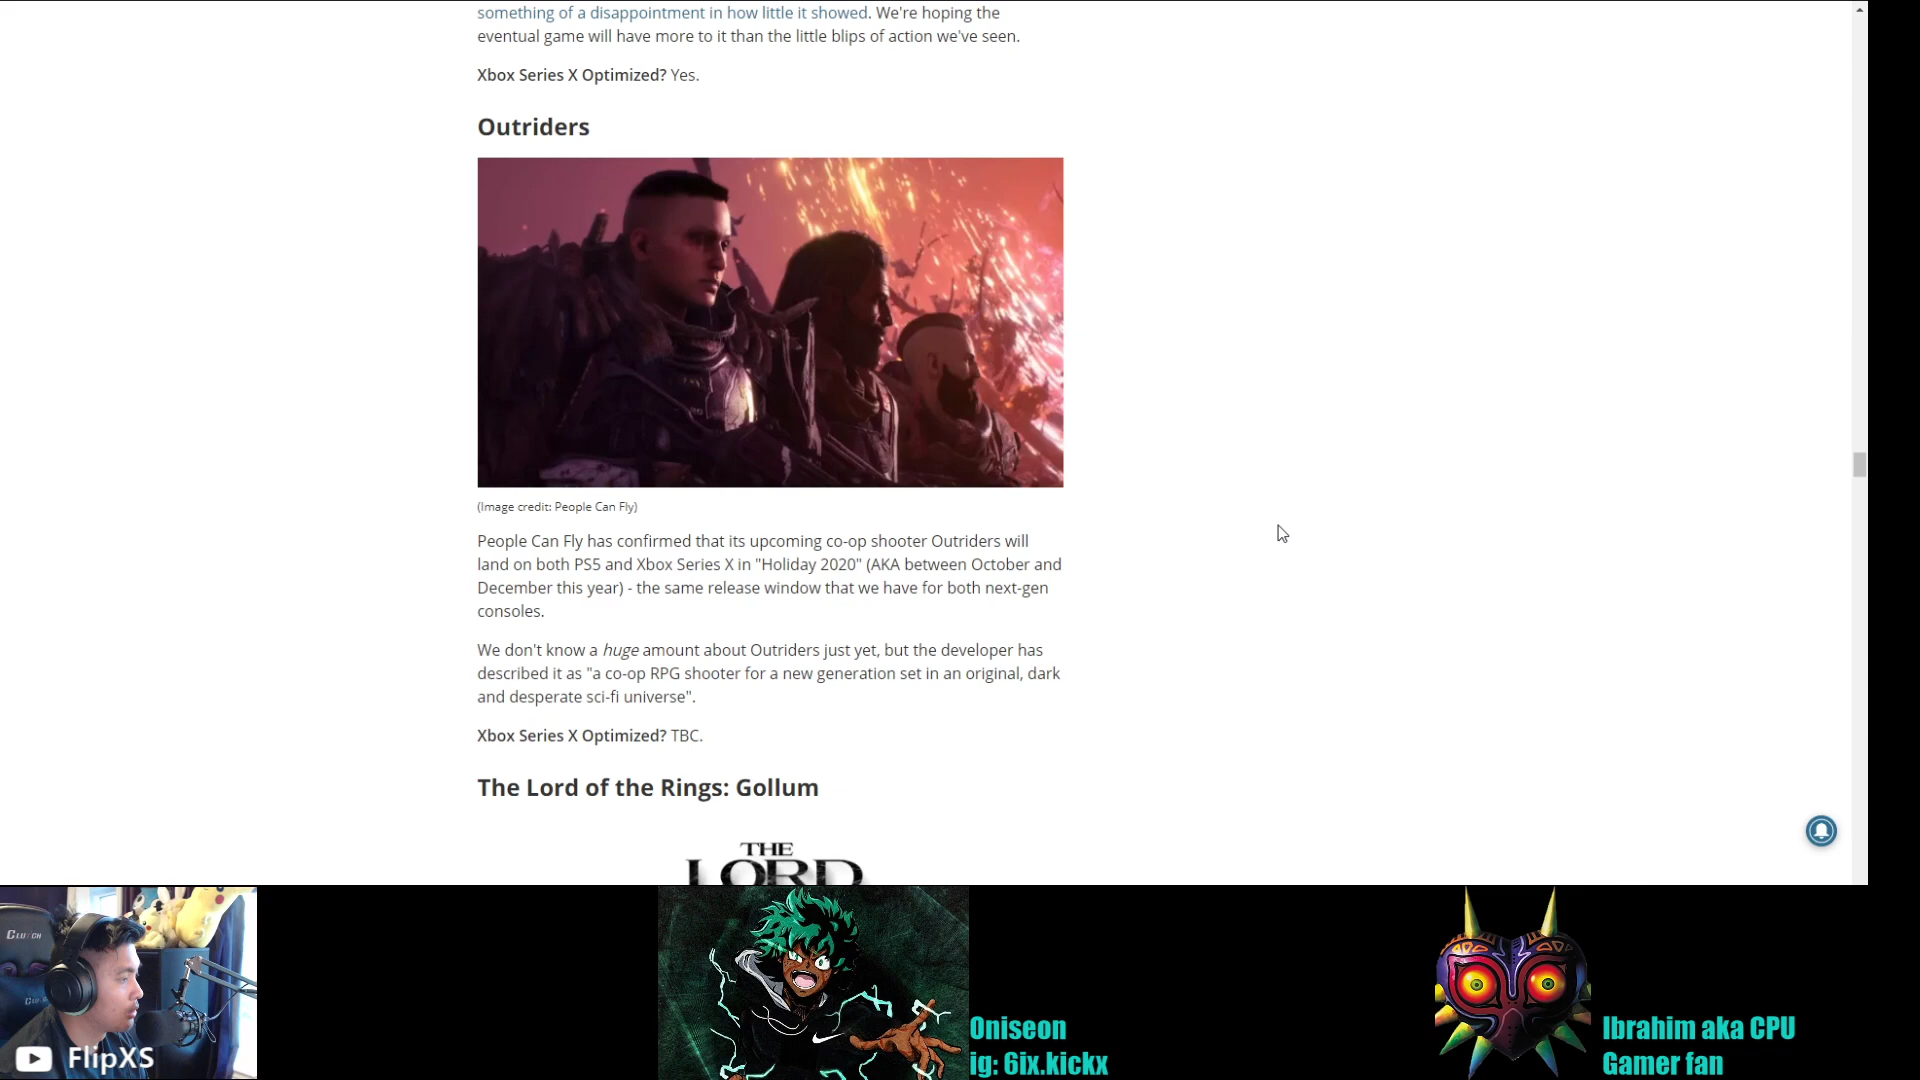 something of a disappointment in how little it showed. We're hoping the
eventual game will have more to it than the little blips of action we've seen.
Xbox Series X Optimized? Yes.
Outriders
(Image credit: People Can Fly)
People Can Fly has confirmed that its upcoming co-op shooter Outriders will
land on both PS5 and Xbox Series X in "Holiday 2020" (AKA between October and
December this year) - the same release window that we have for both next-gen
consoles.
We don't know a huge amount about Outriders just yet, but the developer has
described it as "a co-op RPG shooter for a new generation set in an original, dark
and desperate sci-fi universe".
Xbox Series X Optimized? TBC.
The Lord of the Rings: Gollum
THE
LORD
CLUTCH
FlipXS
Oniseon
ig: 6ix.kickx
Ibrahim aka CPU
Gamer fan